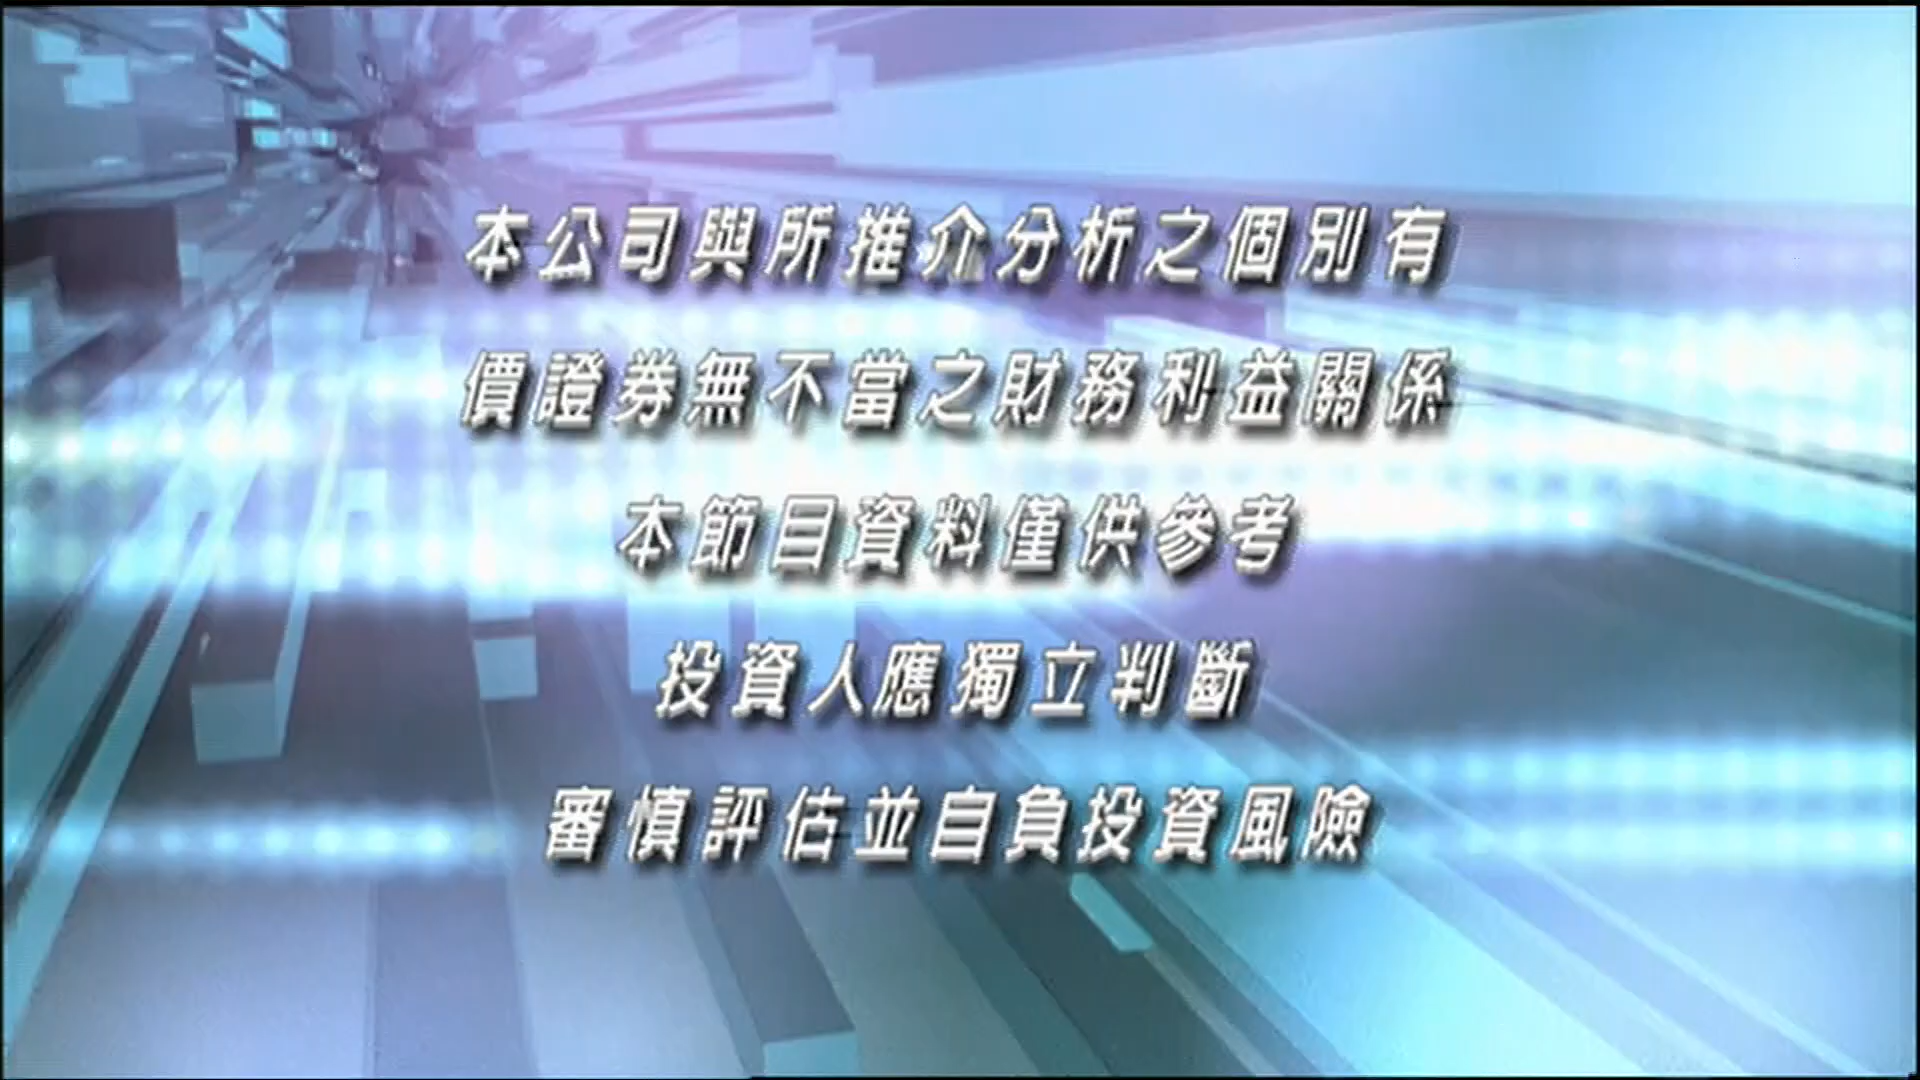 本公司與所推介分析之個別有
價證券無不當之財務利益關係
本節目資料僅供參考
投資人應獨立判斷
審慎評估並自負投資風險